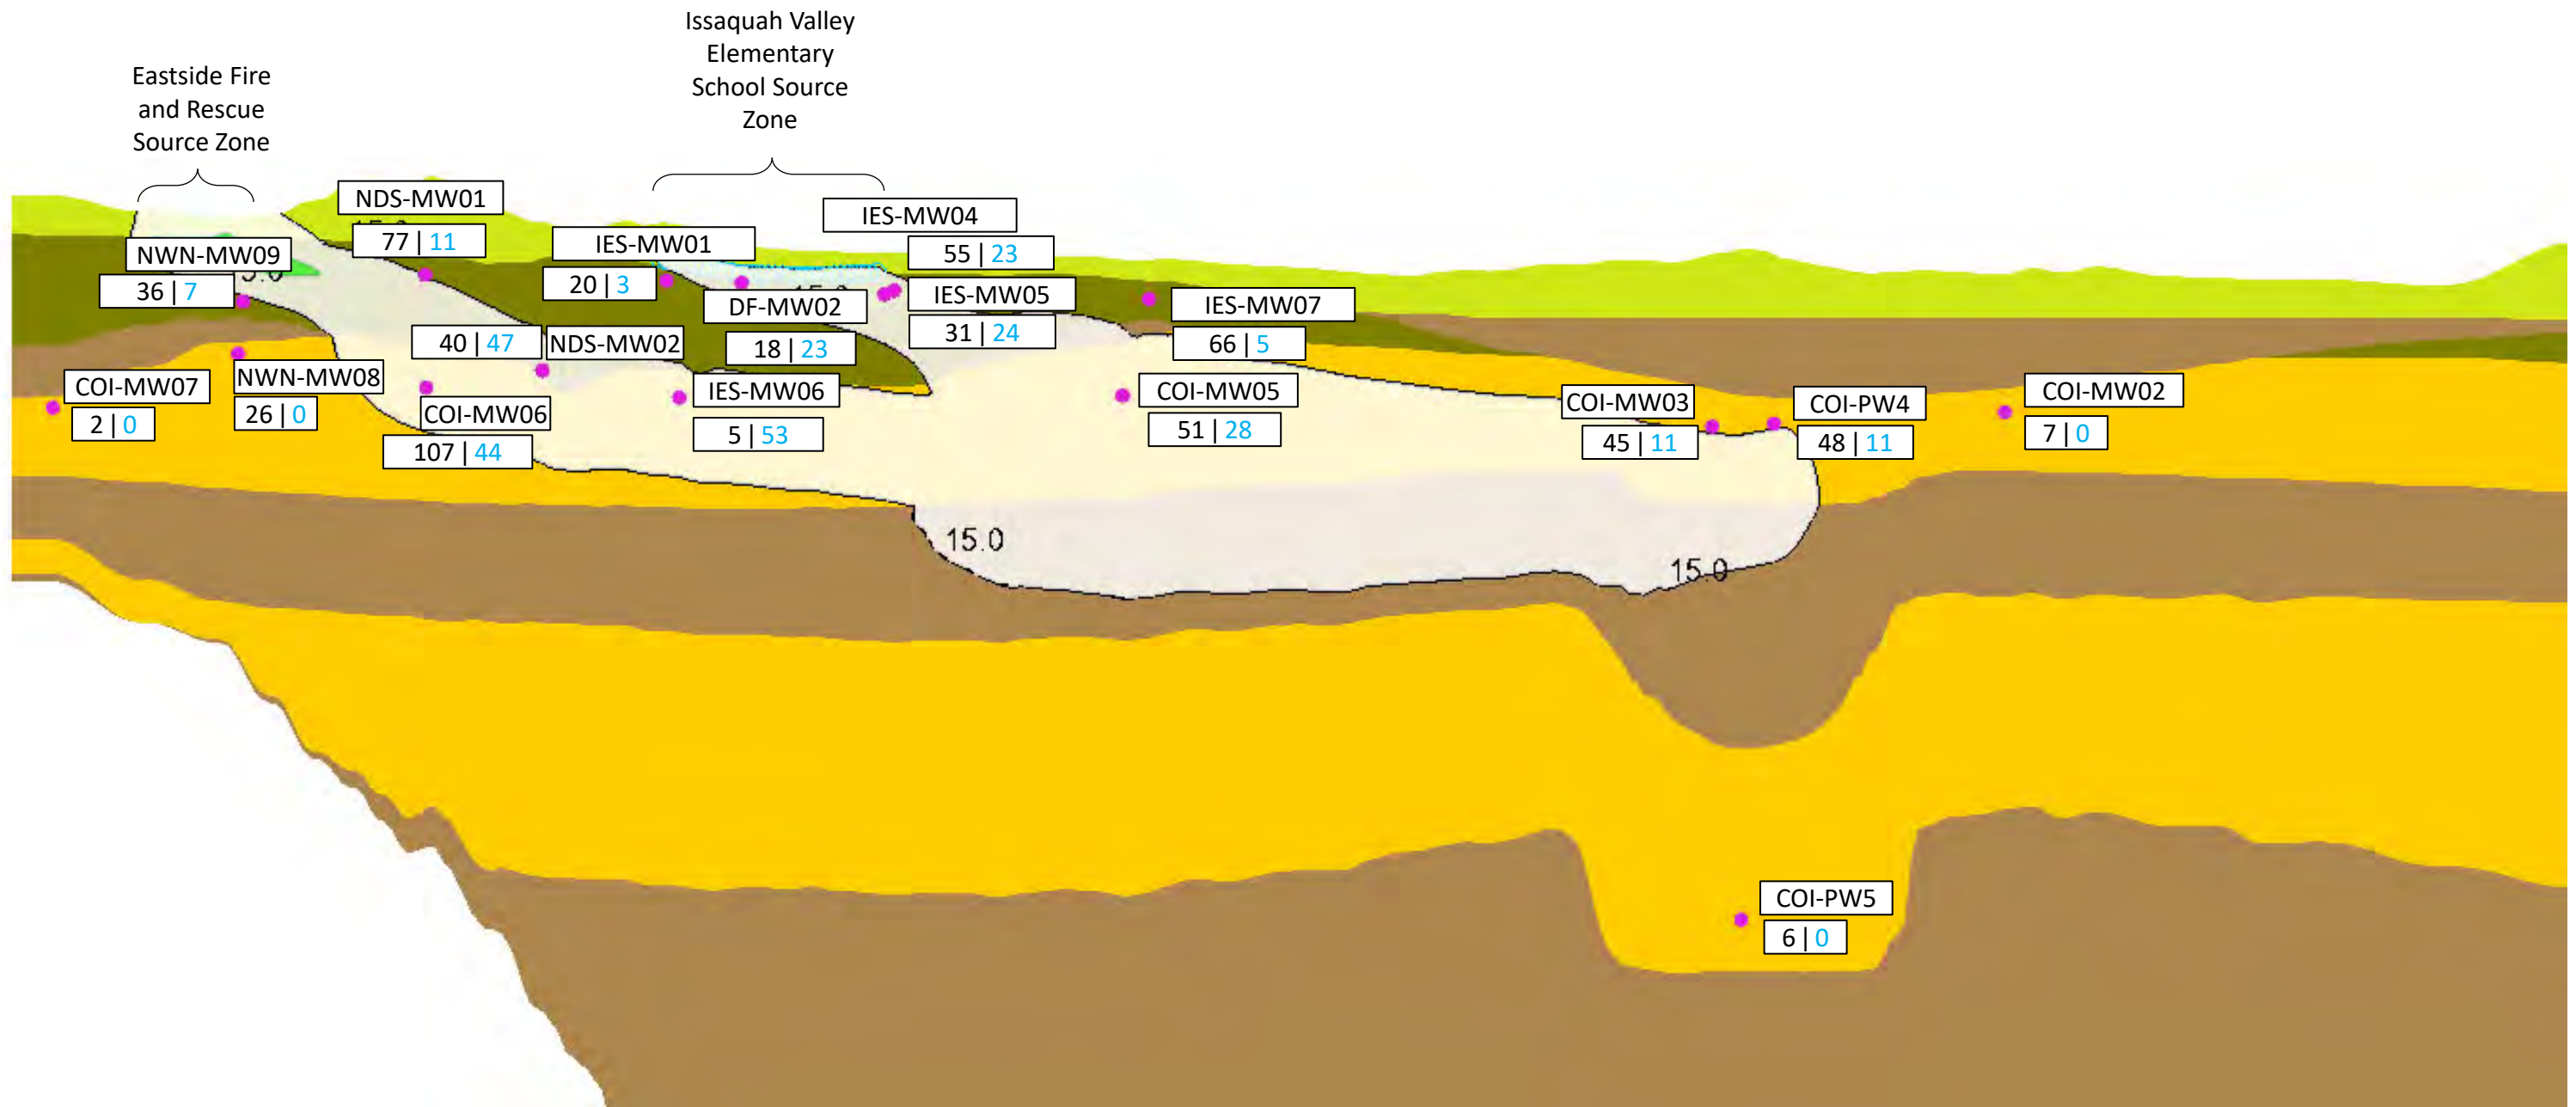 Issaquah Valley
Elementary
School Source
Zone
Eastside Fire
and Rescue
Source Zone
NDS-MW01
77 | 11
IES-MW04
55 | 23
IES-MW01
20 | 3
NWN-MW09
36 | 7
DF-MW02
18 | 23
IES-MW05
31 | 24
IES-MW07
66 | 5
40 | 47
NDS-MW02
COI-MW07
2 | 0
NWN-MW08
26 | 0
COI-MW06
107 | 44
IES-MW06
5 | 53
COI-MW05
51 | 28
COI-MW03
45 | 11
COI-PW4
48 | 11
COI-MW02
7 | 0
15.0
15.0
COI-PW5
6 | 0